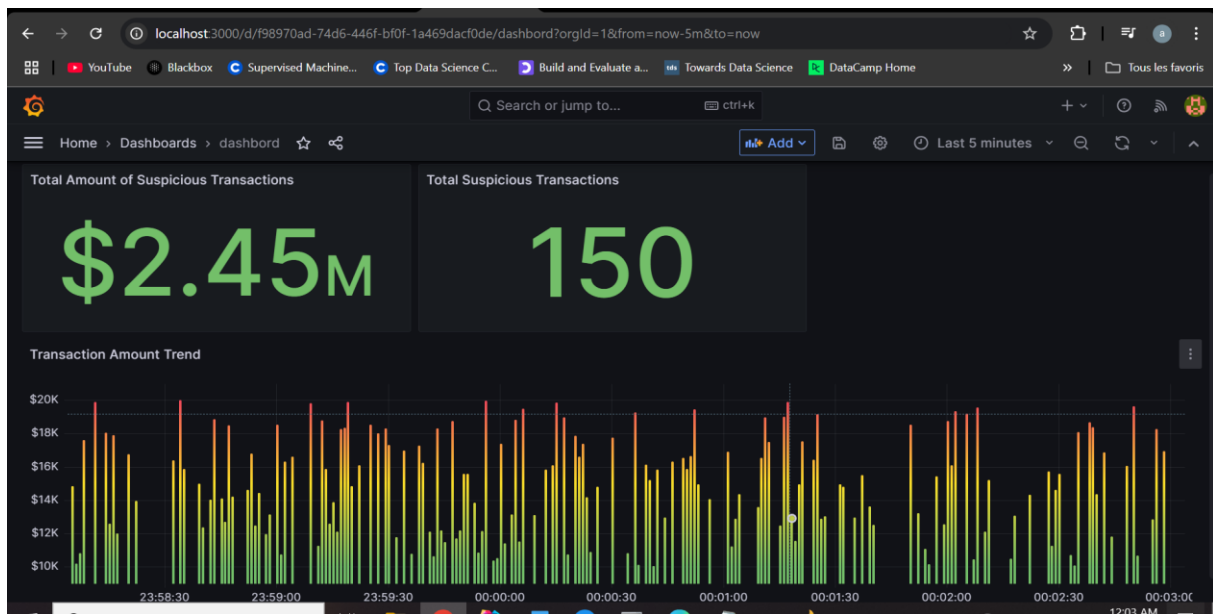 localhost:3000/d/f98970ad-74d6-446f-bf0f-1a469dacf0de/dashbord?orgId=1&from=now-5m&to=now
a
YouTube Blackbox Supervised Machine... Top Data Science C... Build and Evaluate a... tds Towards Data Science DataCamp Home » Tous les favoris
Search or jump to... ctrl+k
Home › Dashboards › dashbord Add Last 5 minutes
Total Amount of Suspicious Transactions Total Suspicious Transactions
$2.45M 150
Transaction Amount Trend
$20K
$18K
$16K
$14K
$12K
$10K
23:58:30 23:59:00 23:59:30 00:00:00 00:00:30 00:01:00 00:01:30 00:02:00 00:02:30 00:03:0
12:03 AM